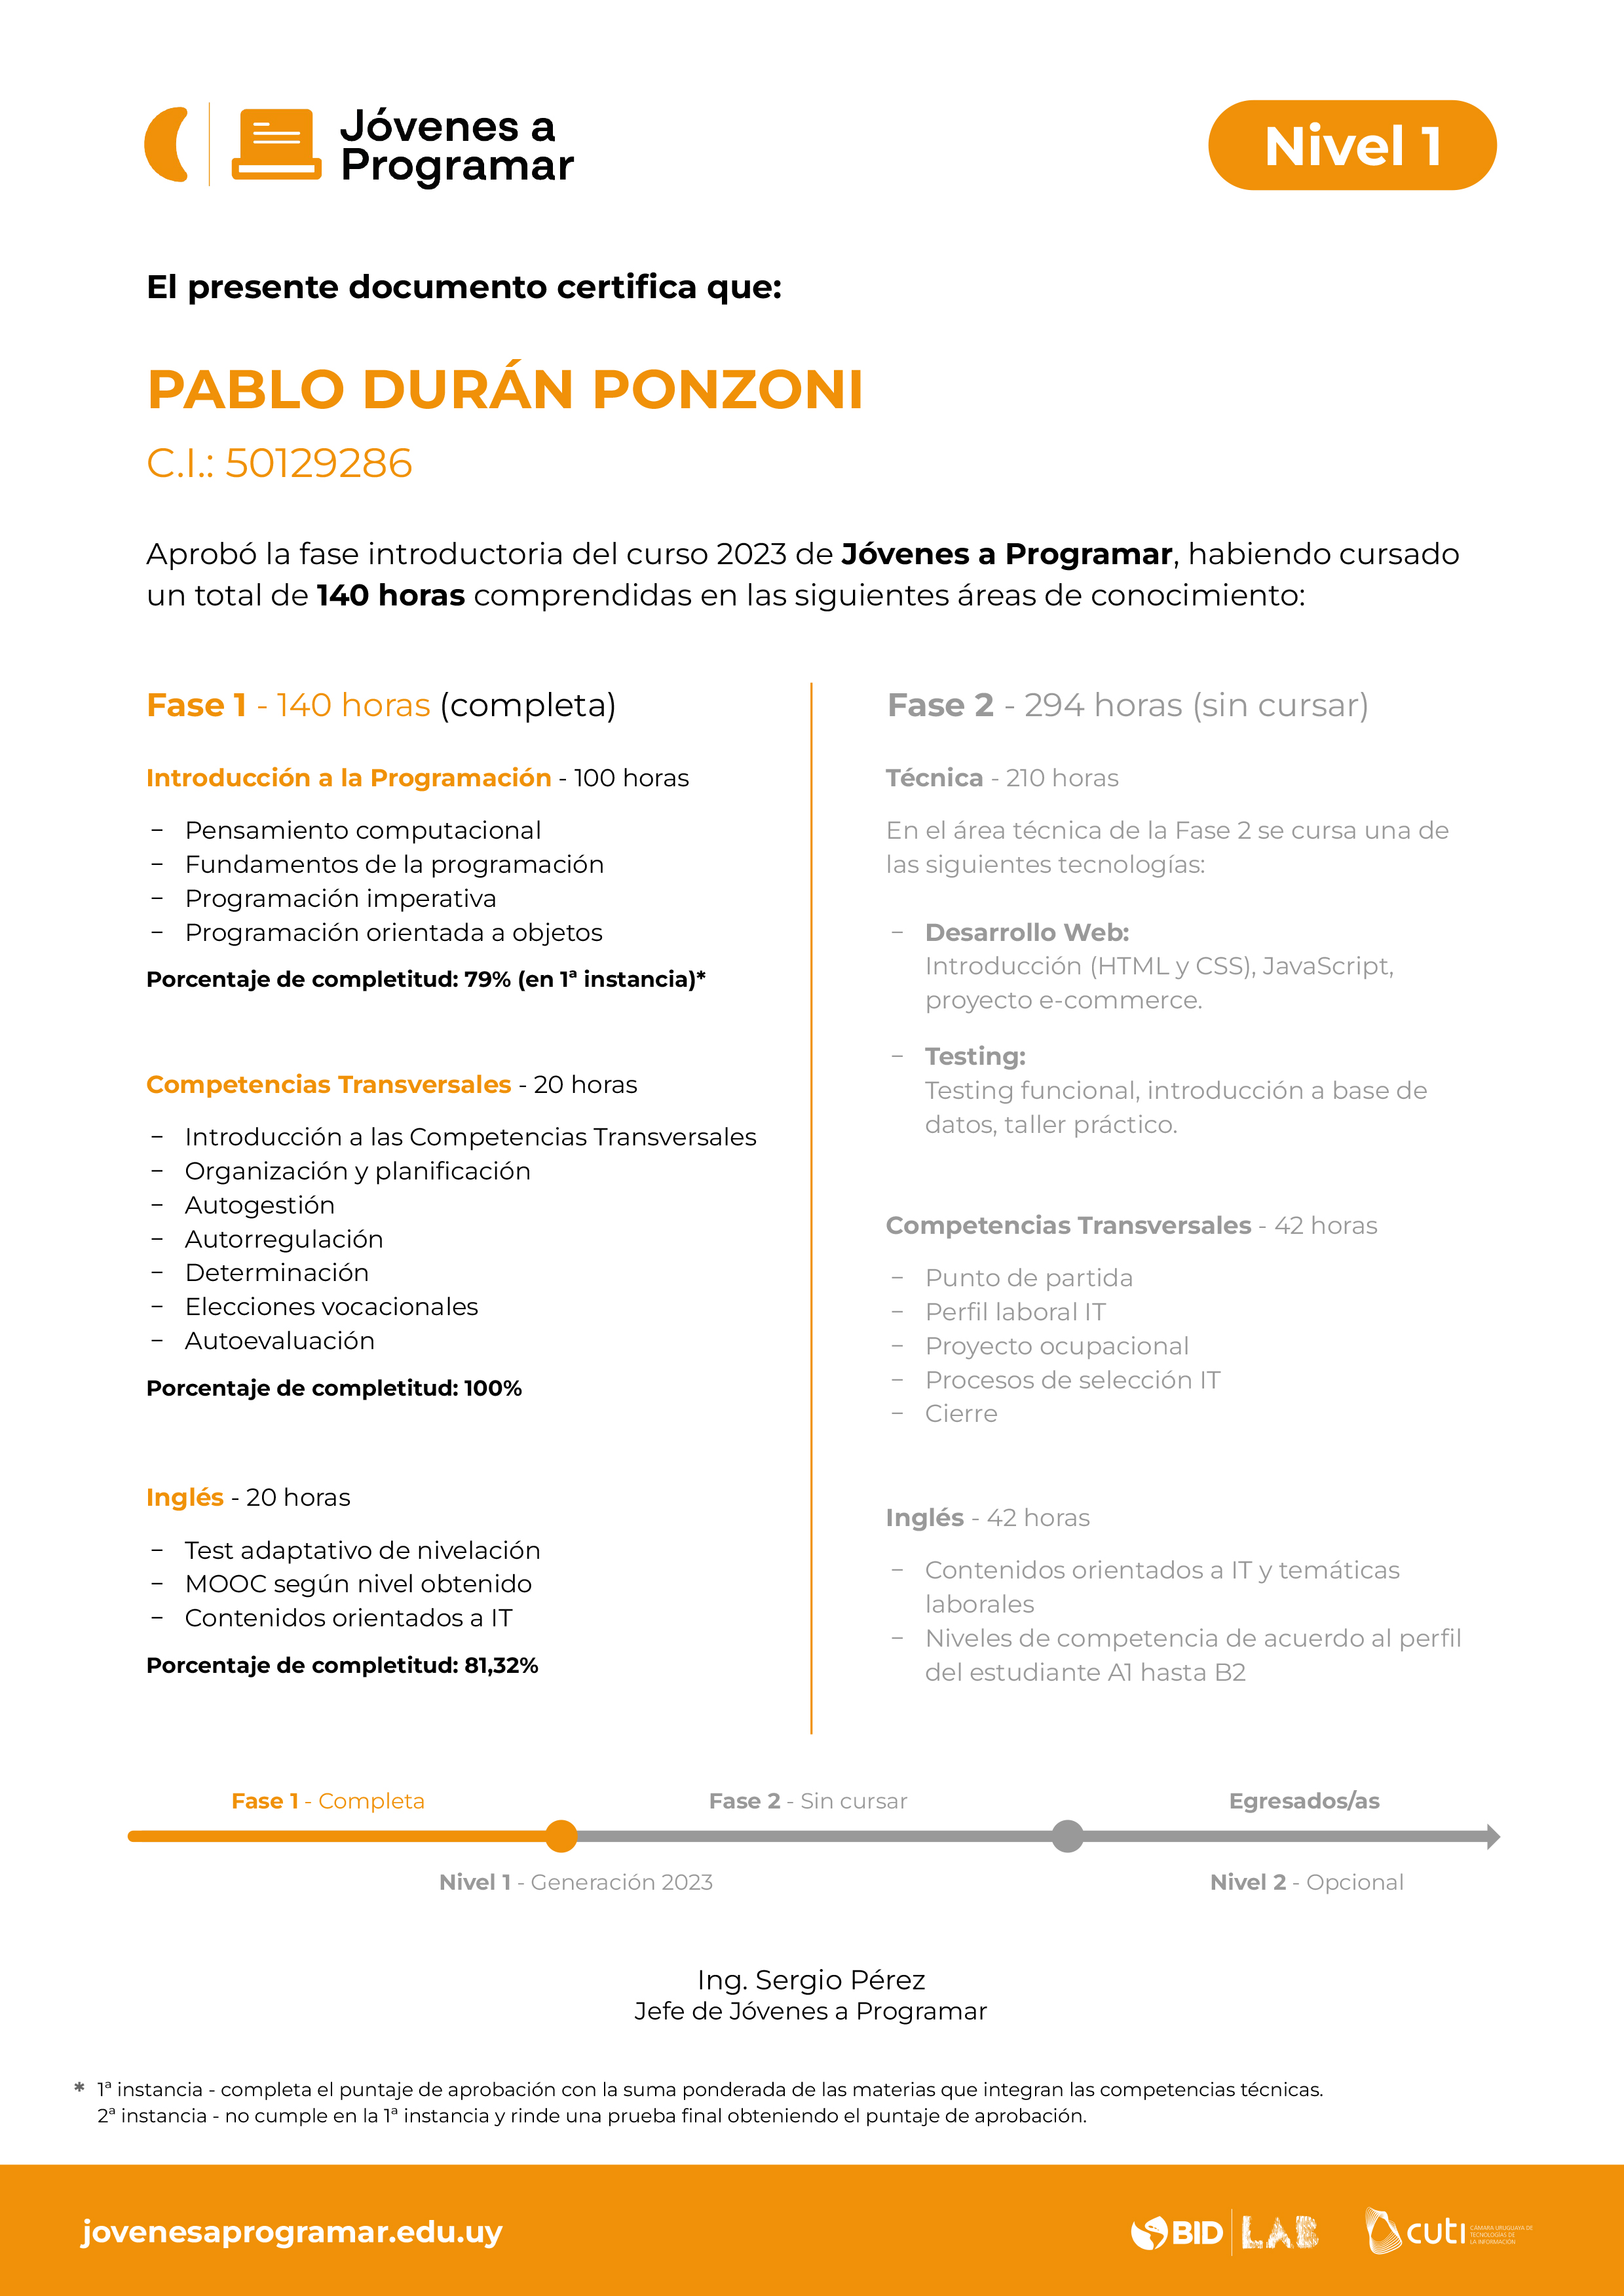 Jóvenes a
Programar
Nivel 1
El presente documento certifica que:
PABLO DURÁN PONZONI
C.I.: 50129286
Aprobó la fase introductoria del curso 2023 de Jóvenes a Programar, habiendo cursado
un total de 140 horas comprendidas en las siguientes áreas de conocimiento:
Fase 1 - 140 horas (completa)
Introducción a la Programación - 100 horas
− Pensamiento computacional
− Fundamentos de la programación
− Programación imperativa
− Programación orientada a objetos
Porcentaje de completitud: 79% (en 1ª instancia)*
Competencias Transversales - 20 horas
− Introducción a las Competencias Transversales
− Organización y planificación
− Autogestión
− Autorregulación
− Determinación
− Elecciones vocacionales
− Autoevaluación
Porcentaje de completitud: 100%
Inglés - 20 horas
− Test adaptativo de nivelación
− MOOC según nivel obtenido
− Contenidos orientados a IT
Porcentaje de completitud: 81,32%
Fase 2 - 294 horas (sin cursar)
Técnica - 210 horas
En el área técnica de la Fase 2 se cursa una de
las siguientes tecnologías:
− Desarrollo Web:
Introducción (HTML y CSS), JavaScript,
proyecto e-commerce.
− Testing:
Testing funcional, introducción a base de
datos, taller práctico.
Competencias Transversales - 42 horas
− Punto de partida
− Perfil laboral IT
− Proyecto ocupacional
− Procesos de selección IT
− Cierre
Inglés - 42 horas
− Contenidos orientados a IT y temáticas
laborales
− Niveles de competencia de acuerdo al perfil
del estudiante A1 hasta B2
Fase 1 - Completa
Fase 2 - Sin cursar
Egresados/as
Nivel 1 - Generación 2023
Nivel 2 - Opcional
Ing. Sergio Pérez
Jefe de Jóvenes a Programar
* 1ª instancia - completa el puntaje de aprobación con la suma ponderada de las materias que integran las competencias técnicas.
2ª instancia - no cumple en la 1ª instancia y rinde una prueba final obteniendo el puntaje de aprobación.
jovenesaprogramar.edu.uy
BID LAB
cuti
CÁMARA URUGUAYA DE
TECNOLOGÍAS DE
LA INFORMACIÓN